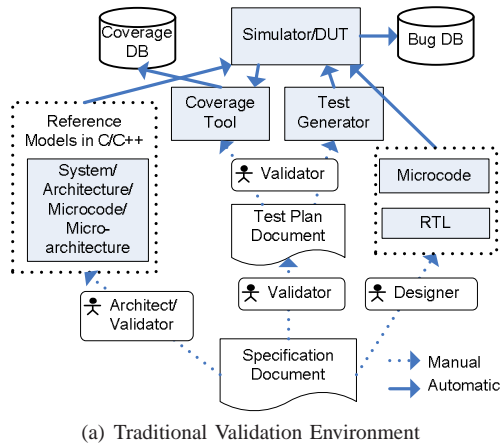 Coverage
DB
Simulator/DUT
Bug DB
Reference
Models in C/C++
Coverage
Tool
Test
Generator
System/
Architecture/
Microcode/
Micro-
architecture
Validator
Microcode
Test Plan
Document
RTL
Architect/
Validator
Validator
Designer
Specification
Document
Manual
Automatic
(a) Traditional Validation Environment